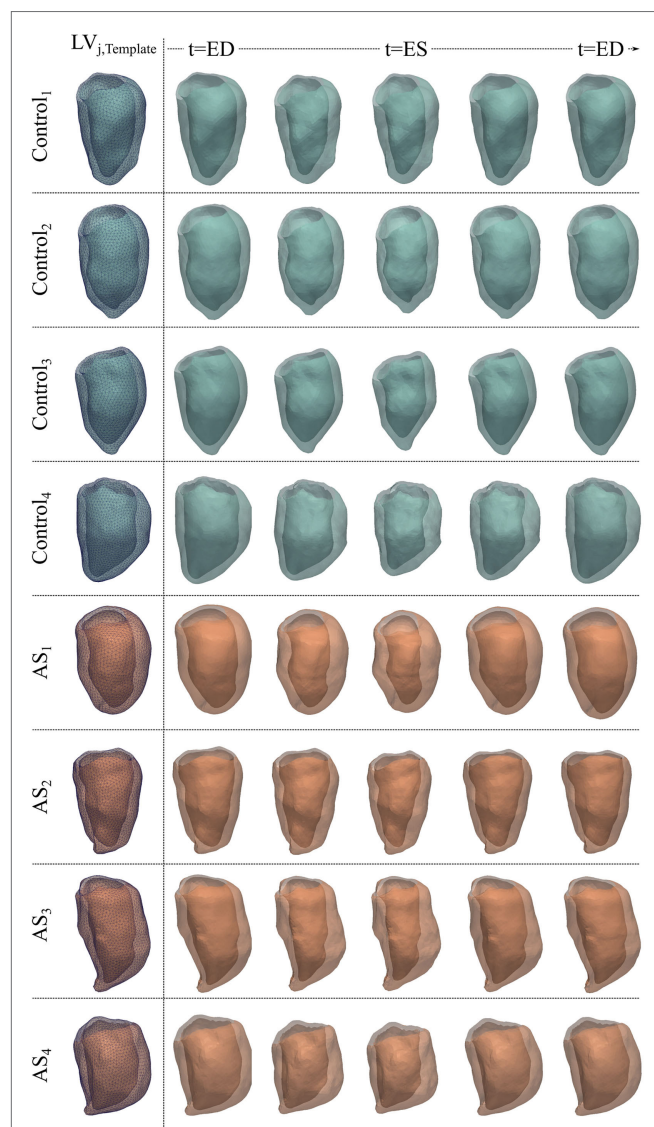 LVj,Template t=ED t=ES t=ED
Control1
Control2
Control3
Control4
AS1
AS2
AS3
AS4